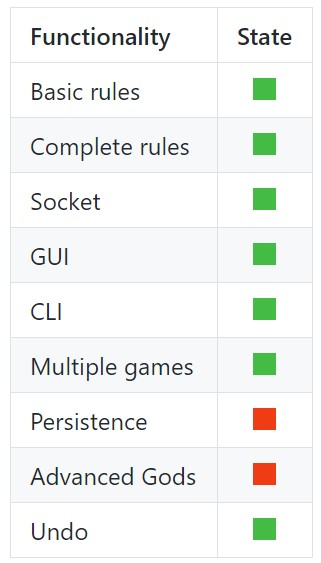 Functionality State
Basic rules
Complete rules
Socket
GUI
CLI
Multiple games
Persistence
Advanced Gods
Undo